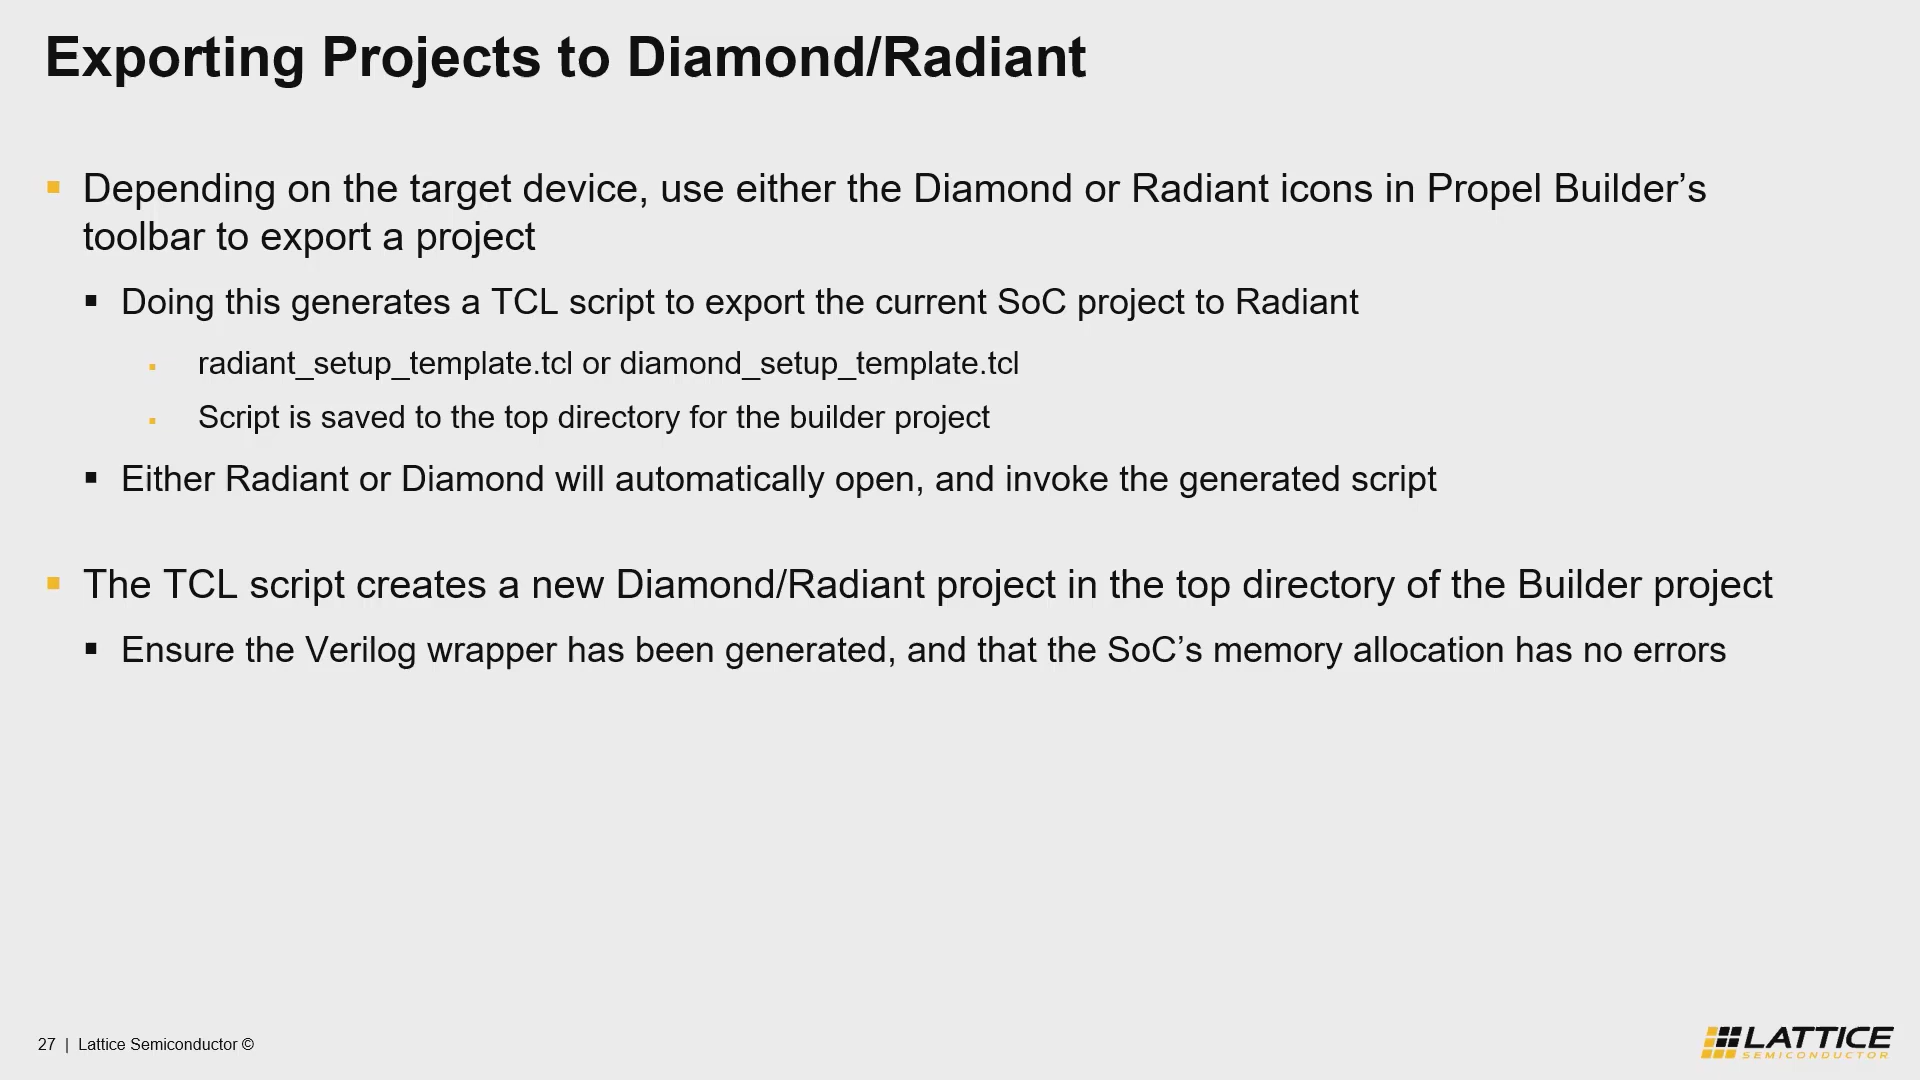 Exporting Projects to Diamond/Radiant
Depending on the target device, use either the Diamond or Radiant icons in Propel Builder’s
toolbar to export a project
Doing this generates a TCL script to export the current SoC project to Radiant
radiant_setup_template.tcl or diamond_setup_template.tcl
Script is saved to the top directory for the builder project
Either Radiant or Diamond will automatically open, and invoke the generated script
The TCL script creates a new Diamond/Radiant project in the top directory of the Builder project
Ensure the Verilog wrapper has been generated, and that the SoC’s memory allocation has no errors
27 | Lattice Semiconductor ©
LATTICE
SEMICONDUCTOR